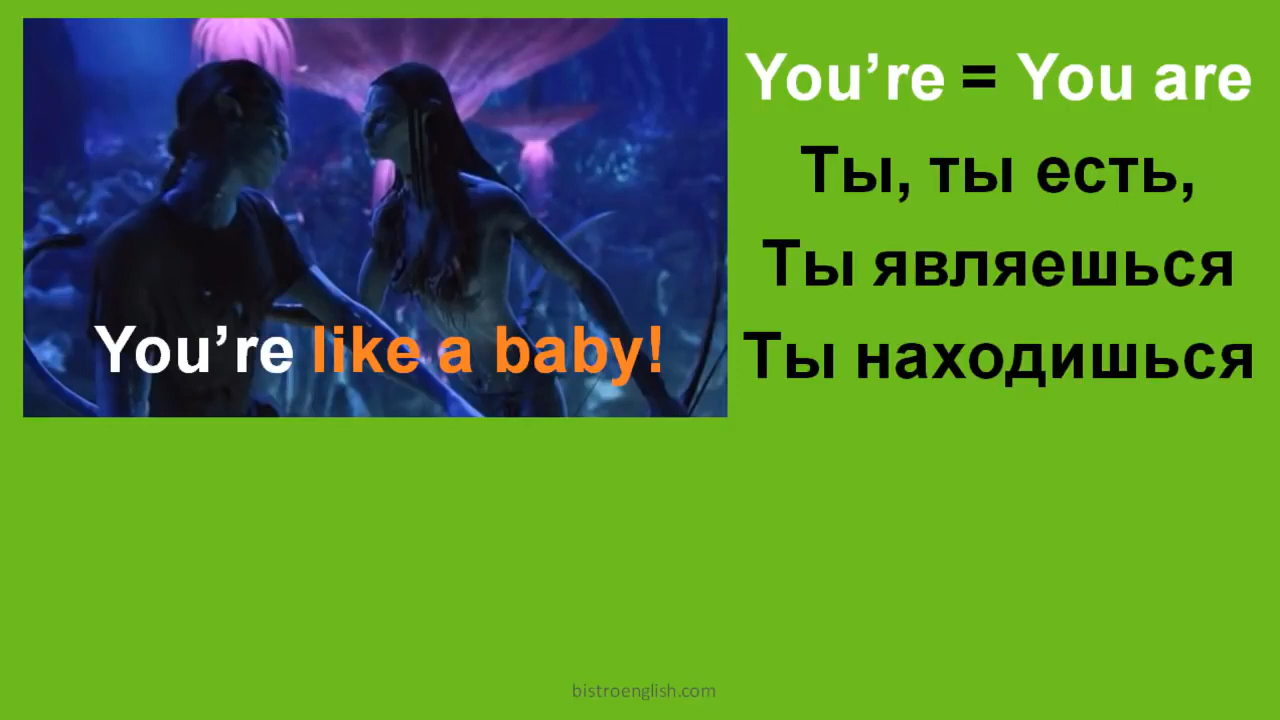 You're like a baby!
You’re = You are
Ты, ты есть,
Ты являешься
Ты находишься
bistroenglish.com